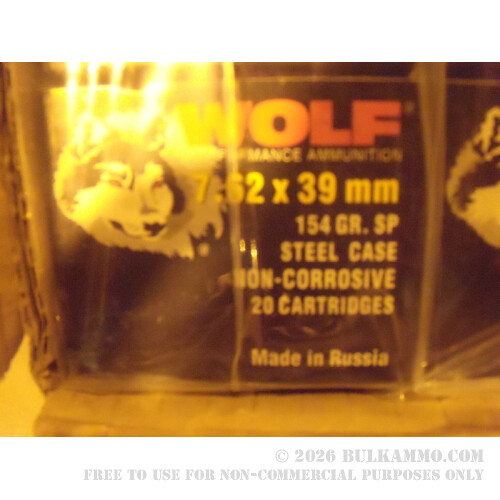 WOLF®
PERFORMANCE AMMUNITION
7.62 x 39 mm
154 GR. SP
STEEL CASE
NON-CORROSIVE
20 CARTRIDGES
Made in Russia
© 2026 BULKAMMO.COM
FREE TO USE FOR NON-COMMERCIAL PURPOSES ONLY